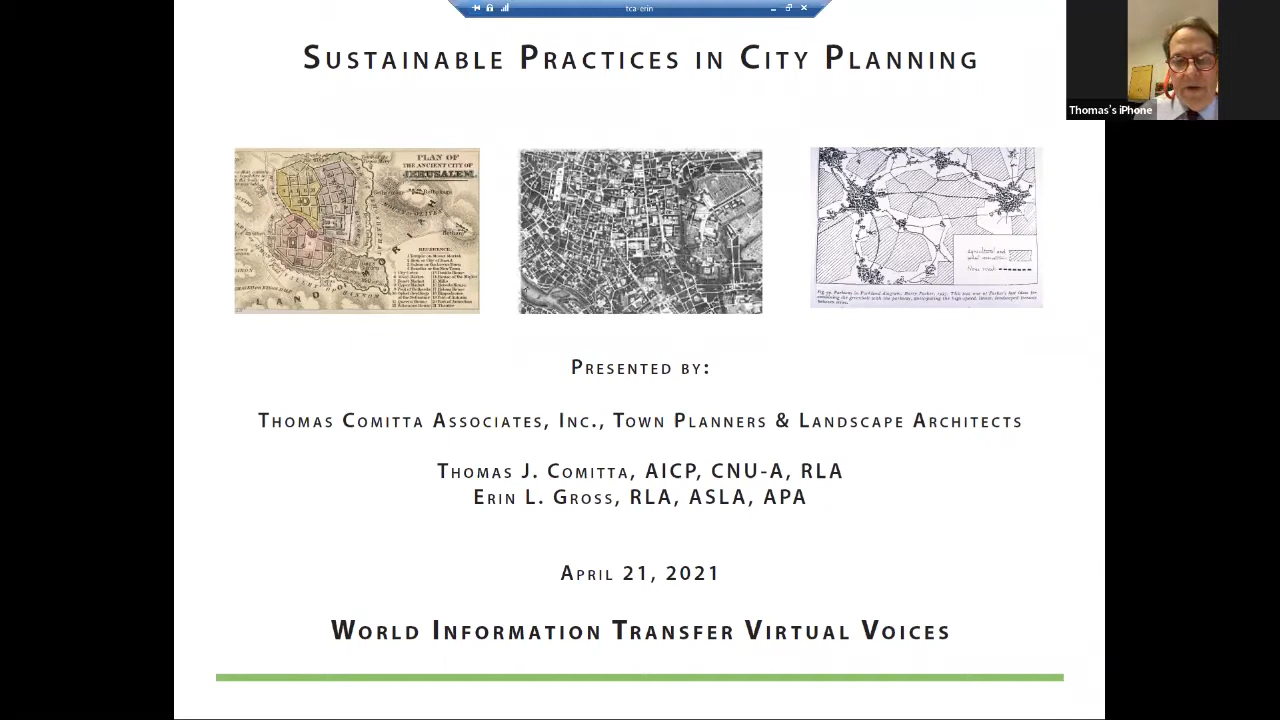 tca-erin
Sustainable Practices in City Planning
Thomas's iPhone
PLAN OF
THE ANCIENT CITY OF
JERUSALEM.
Presented by:
Thomas Comitta Associates, Inc., Town Planners & Landscape Architects
Thomas J. Comitta, AICP, CNU-A, RLA
Erin L. Gross, RLA, ASLA, APA
April 21, 2021
World Information Transfer Virtual Voices